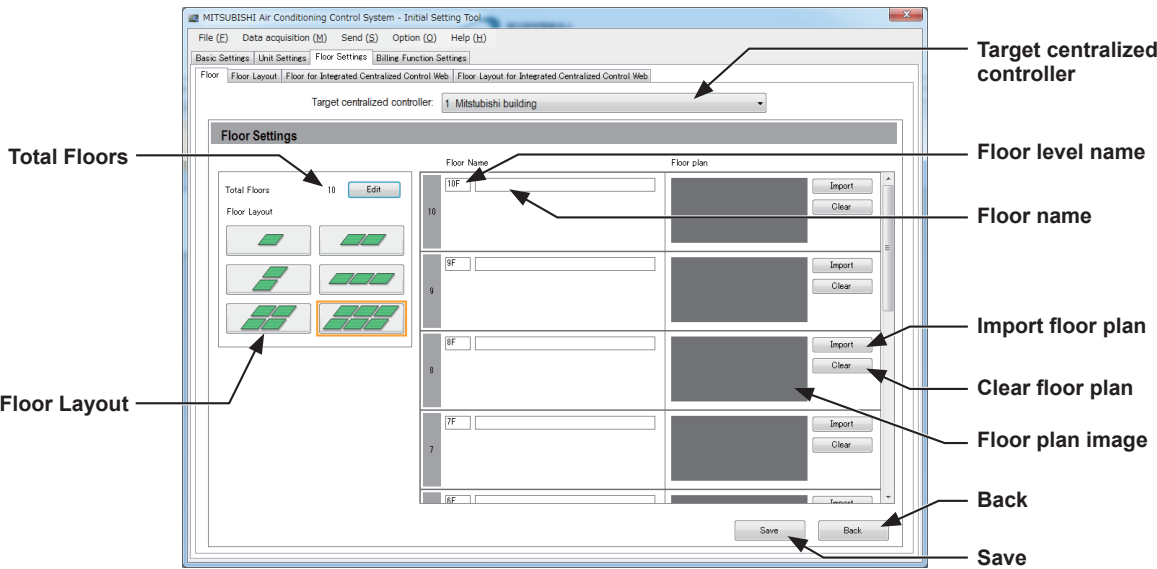 MITSUBISHI Air Conditioning Control System - Initial Setting Tool
File (F) Data acquisition (M) Send (S) Option (O) Help (H)
Basic Settings Unit Settings Floor Settings Billing Function Settings
Floor Floor Layout Floor for Integrated Centralized Control Web Floor Layout for Integrated Centralized Control Web
Target centralized controller: 1 Mitstubishi building
Target centralized
controller
Floor Settings
Total Floors
Floor Name Floor plan
Floor level name
Total Floors 10 Edit
Floor Layout
10 10F Import
Clear
Floor name
9 9F Import
Clear
8 8F Import
Clear
Import floor plan
Clear floor plan
Floor Layout
7 7F Import
Clear
Floor plan image
6F Import
Save Back
Back
Save